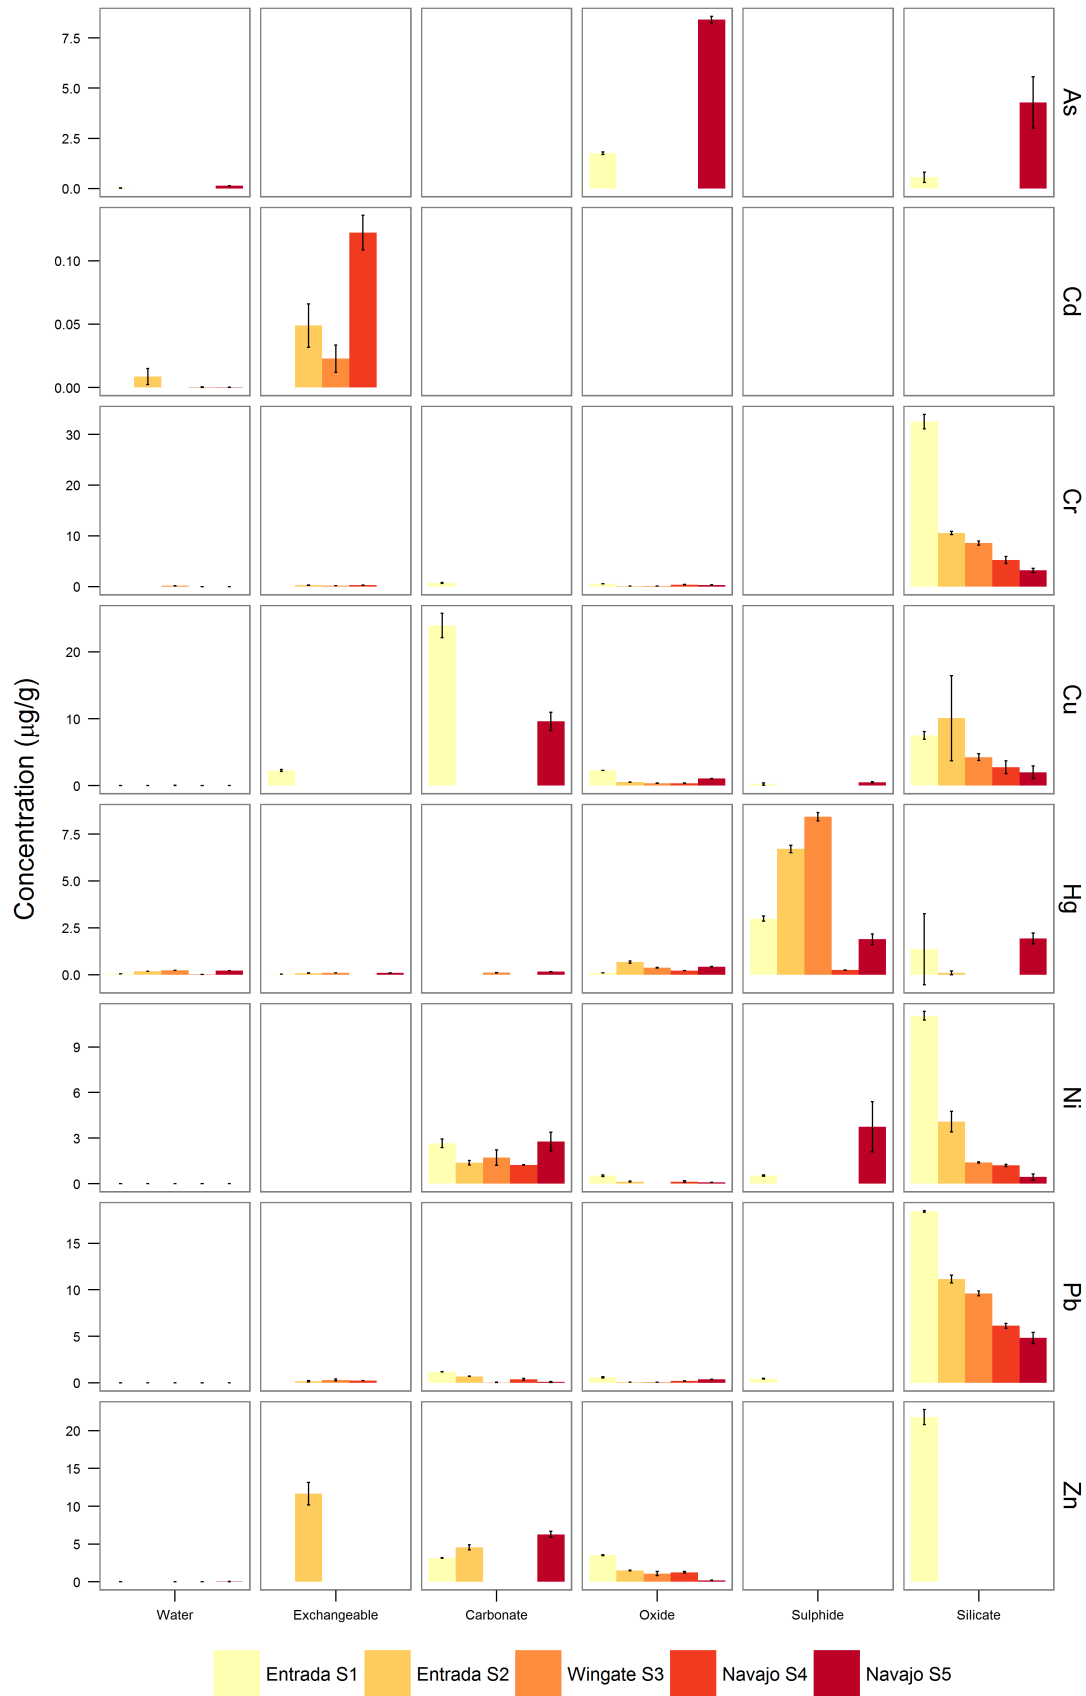 7.5
5.0
2.5
0.0
As
0.10
0.05
0.00
Cd
30
20
10
0
Cr
20
10
0
Cu
7.5
5.0
2.5
0.0
Hg
9
6
3
0
Ni
15
10
5
0
Pb
20
15
10
5
0
Zn
Concentration (µg/g)
Water Exchangeable Carbonate Oxide Sulphide Silicate
Entrada S1 Entrada S2 Wingate S3 Navajo S4 Navajo S5